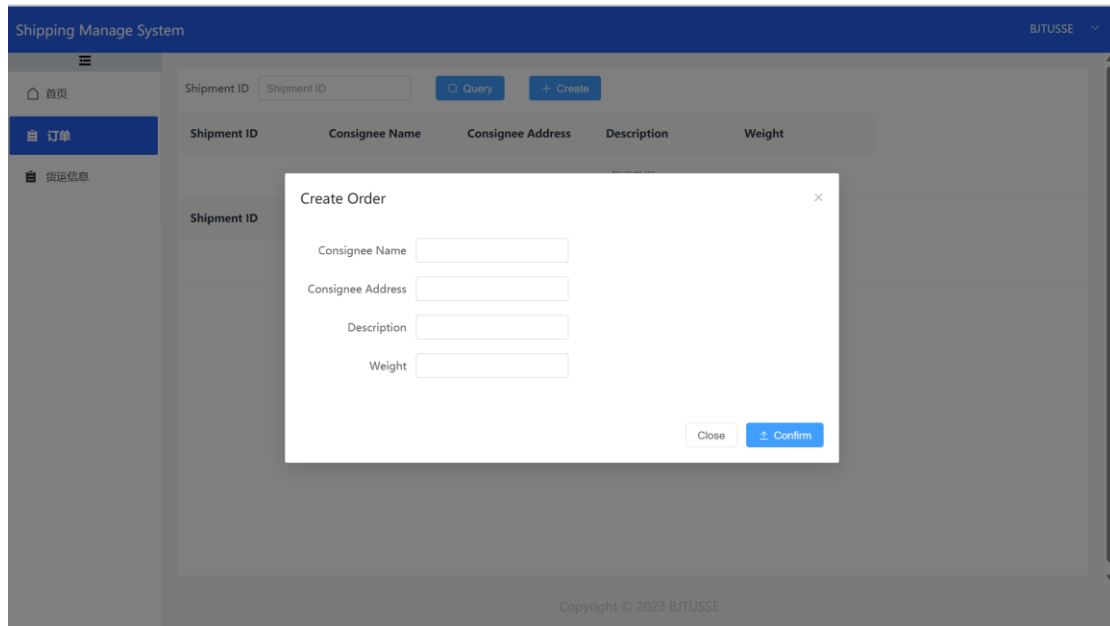 Shipping Manage System
BJTUSSE
首页
订单
货运信息
Shipment ID
Shipment ID
Query
Create
Shipment ID Consignee Name Consignee Address Description Weight
Shipment ID
Create Order
Consignee Name
Consignee Address
Description
Weight
Close
Confirm
Copyright © 2023 BJTUSSE